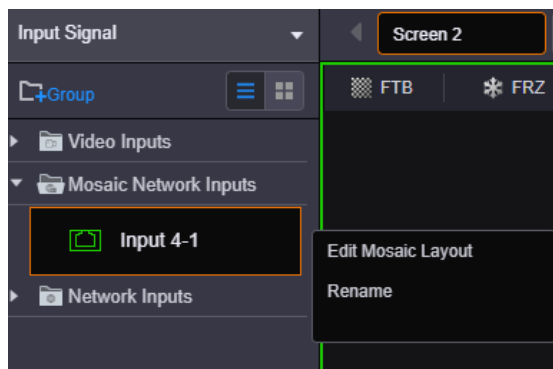 Input Signal
Screen 2
Group
FTB
FRZ
Video Inputs
Mosaic Network Inputs
Input 4-1
Edit Mosaic Layout
Rename
Network Inputs